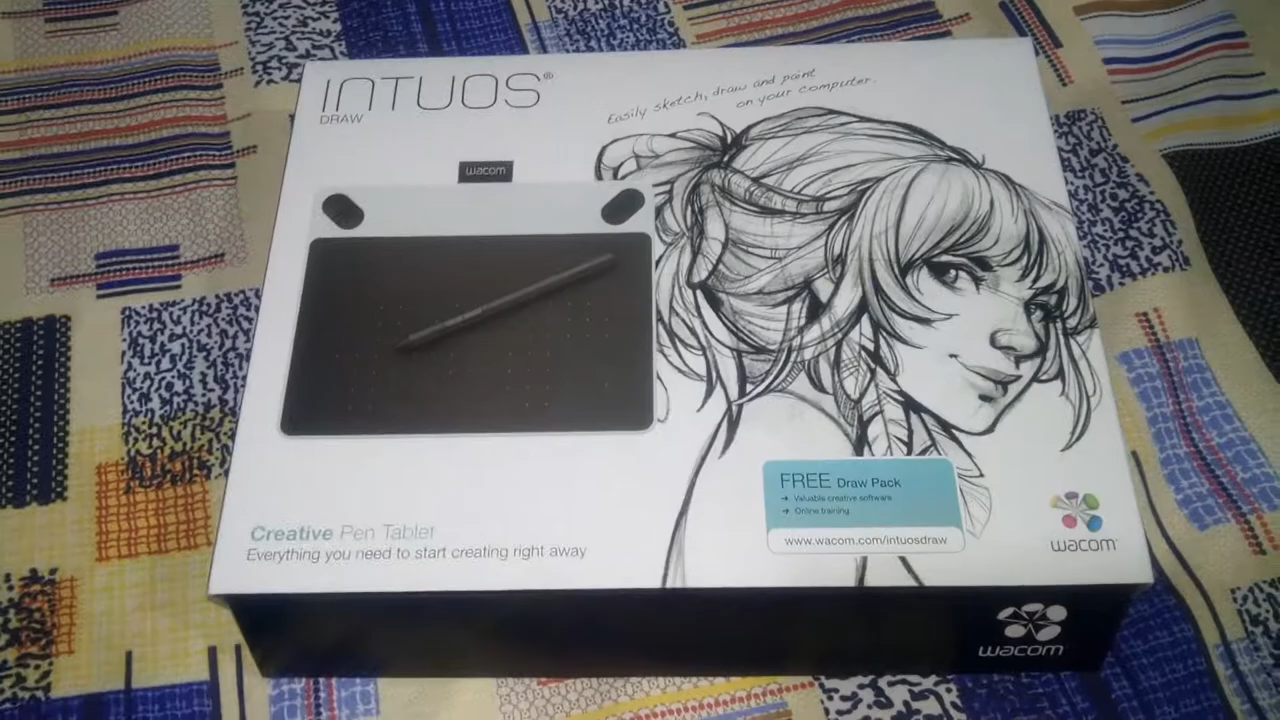 INTUOS®
DRAW
Easily sketch, draw and paint
on your computer.
wacom
FREE Draw Pack
→ Valuable creative software
→ Online training
www.wacom.com/intuosdraw
Creative Pen Tablet
Everything you need to start creating right away
wacom
wacom